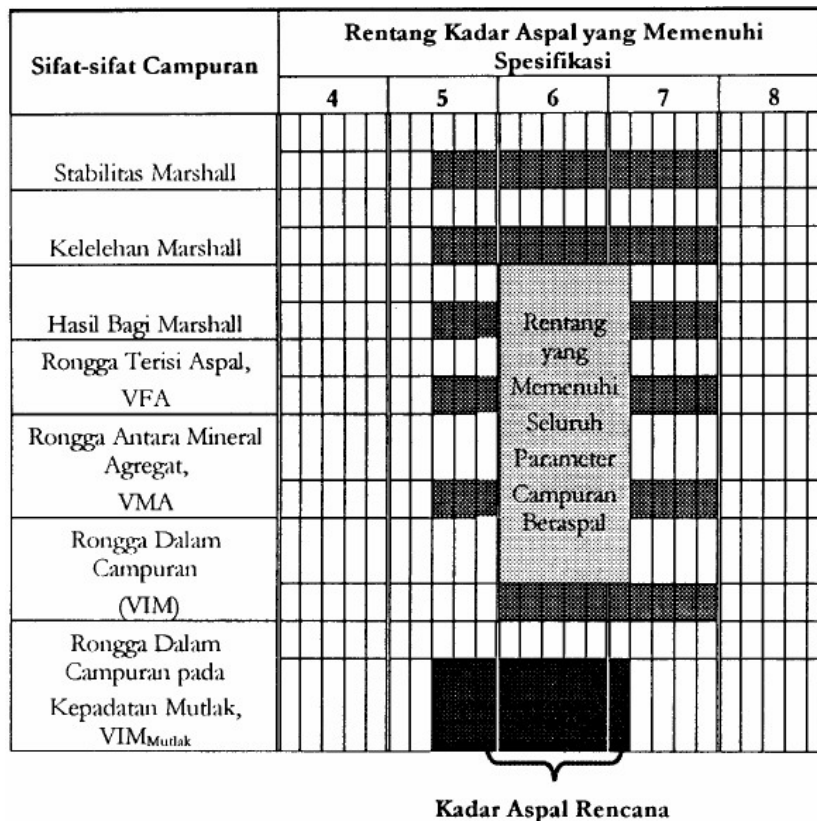 Sifat-sifat Campuran
Rentang Kadar Aspal yang Memenuhi
Spesifikasi
4 5 6 7 8
Stabilitas Marshall
Kelelehan Marshall
Hasil Bagi Marshall
Rongga Terisi Aspal,
VFA
Rongga Antara Mineral
Agregat,
VMA
Rongga Dalam
Campuran
(VIM)
Rongga Dalam
Campuran pada
Kepadatan Mutlak,
VIMMutlak
Rentang
yang
Memenuhi
Seluruh
Parameter
Campuran
Beraspal
Kadar Aspal Rencana